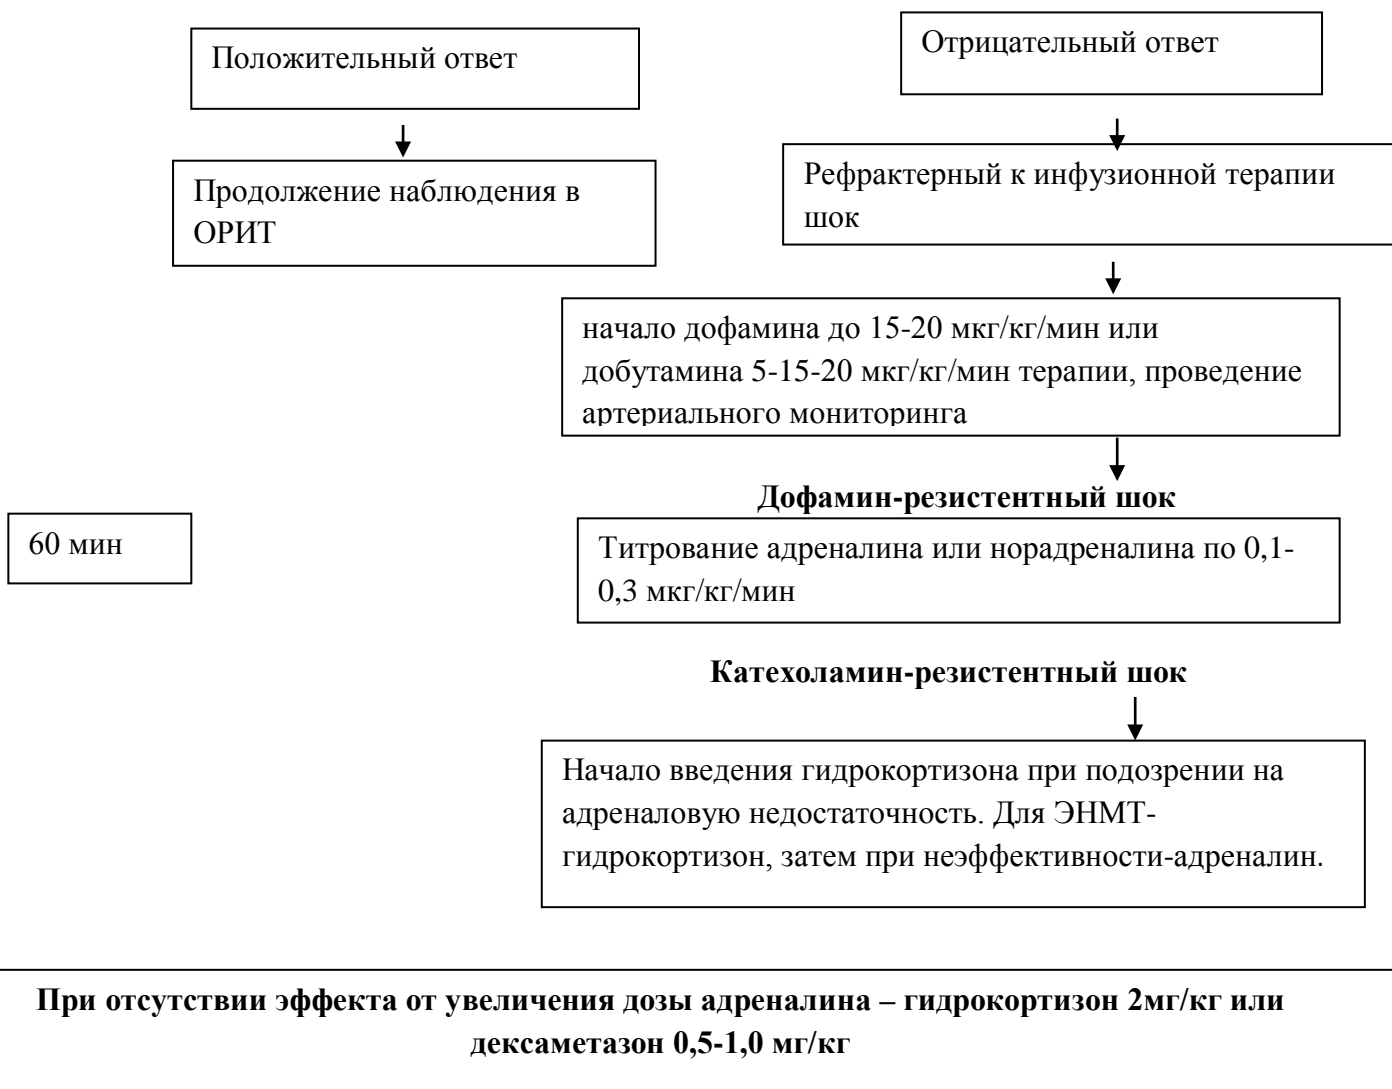 Положительный ответ
Отрицательный ответ
Продолжение наблюдения в
ОРИТ
Рефрактерный к инфузионной терапии
шок
начало дофамина до 15-20 мкг/кг/мин или
добутамина 5-15-20 мкг/кг/мин терапии, проведение
артериального мониторинга
Дофамин-резистентный шок
60 мин
Титрование адреналина или норадреналина по 0,1-
0,3 мкг/кг/мин
Катехоламин-резистентный шок
Начало введения гидрокортизона при подозрении на
адреналовую недостаточность. Для ЭНМТ-
гидрокортизон, затем при неэффективности-адреналин.
При отсутствии эффекта от увеличения дозы адреналина – гидрокортизон 2мг/кг или
дексаметазон 0,5-1,0 мг/кг